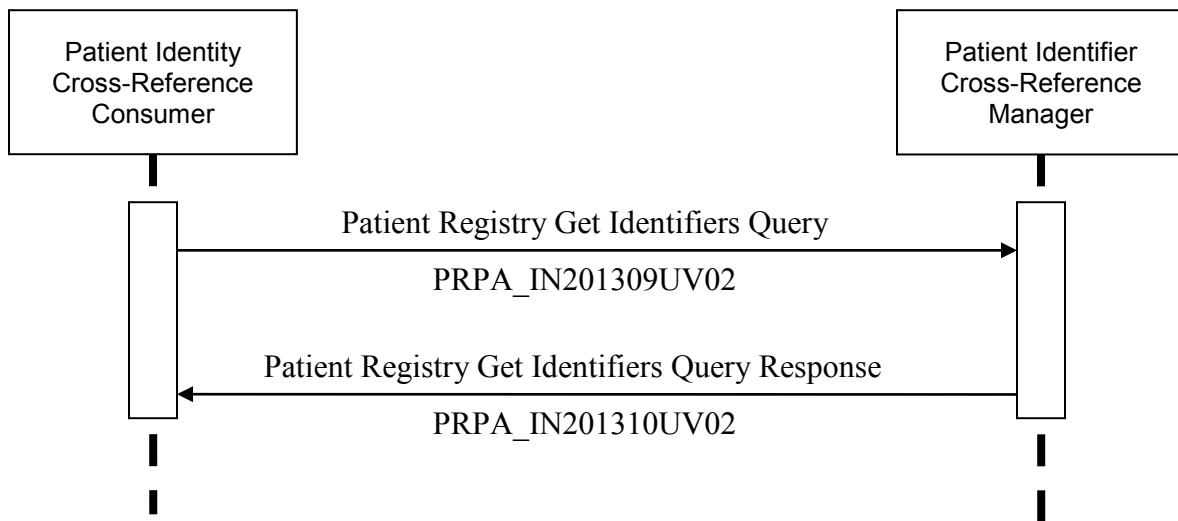 Patient Identity
Cross-Reference
Consumer
Patient Identifier
Cross-Reference
Manager
Patient Registry Get Identifiers Query
PRPA_IN201309UV02
Patient Registry Get Identifiers Query Response
PRPA_IN201310UV02